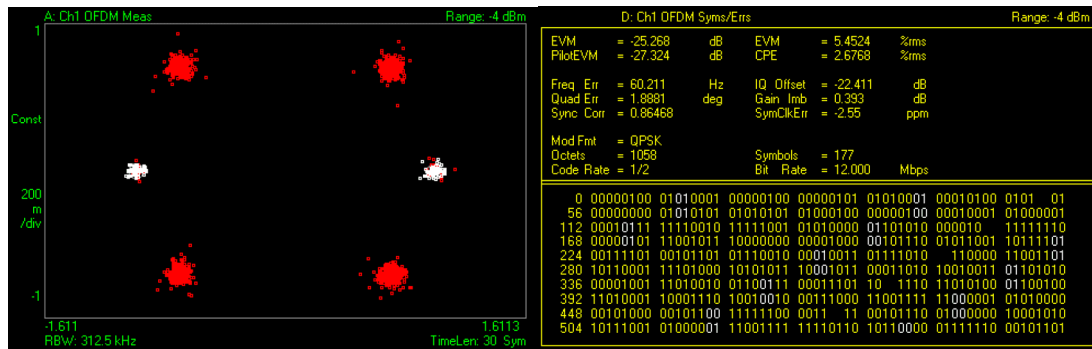 A: Ch1 OFDM Meas Range: -4 dBm
1
Const
200
m
/div
-1
-1.611 1.6113
RBW: 312.5 kHz TimeLen: 30 Sym
D: Ch1 OFDM Syms/Errs Range: -4 dBm
EVM = -25.268 dB EVM = 5.4524 %rms
PilotEVM = -27.324 dB CPE = 2.6768 %rms
Freq Err = 60.211 Hz IQ Offset = -22.411 dB
Quad Err = 1.8881 deg Gain Imb = 0.393 dB
Sync Corr = 0.86468 SymClkErr = -2.55 ppm
Mod Fmt = QPSK
Octets = 1058 Symbols = 177
Code Rate = 1/2 Bit Rate = 12.000 Mbps
0 00000100 01010001 00000100 00000101 01010001 00010100 0101 01
56 00000000 01010101 01010101 01000100 00000100 00010001 01000001
112 00010111 11110010 11111001 01010000 01101010 000010 11111110
168 00000101 11001011 10000000 00001000 00101110 01011001 10111101
224 00111101 00101011 01110010 00010011 01111010 110000 11001101
280 10110001 11101000 10101011 10001011 00011010 10010011 01101010
336 00001001 11011010 01100111 00011101 10 1110 11010100 01100100
392 11010001 10001110 10010010 00111000 11001111 11000001 01010000
448 00101000 00101100 11111100 0011 11 00101110 01000000 00111000
504 10111001 01000001 11001111 11110110 10110000 01111110 00101101